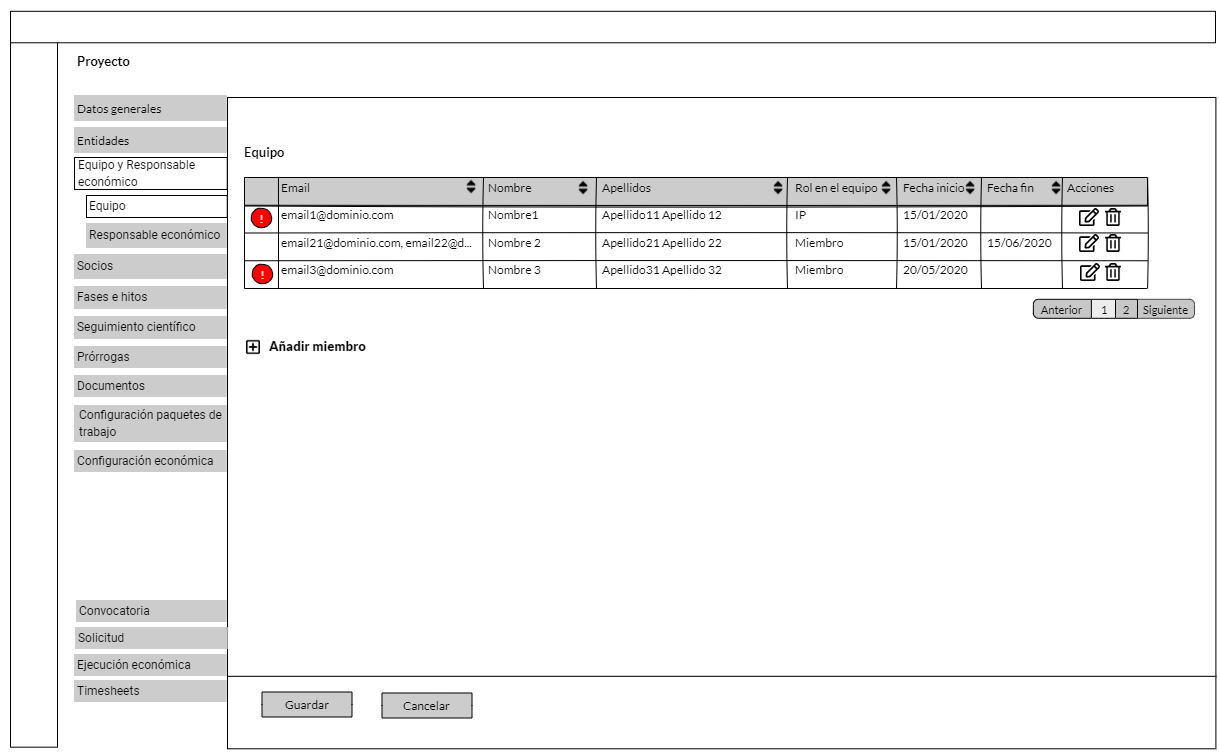 Proyecto
Datos generales
Entidades
Equipo y Responsable
económico
Equipo
Responsable económico
Socios
Fases e hitos
Seguimiento científico
Prórrogas
Documentos
Configuración paquetes de
trabajo
Configuración económica
Convocatoria
Solicitud
Ejecución económica
Timesheets
Equipo
Email Nombre Apellidos Rol en el equipo Fecha inicio Fecha fin Acciones
! email1@dominio.com Nombre1 Apellido11 Apellido 12 IP 15/01/2020
email21@dominio.com, email22@d... Nombre 2 Apellido21 Apellido 22 Miembro 15/01/2020 15/06/2020
! email3@dominio.com Nombre 3 Apellido31 Apellido 32 Miembro 20/05/2020
Anterior 1 2 Siguiente
Añadir miembro
Guardar Cancelar